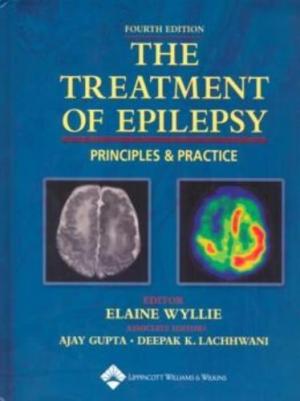 FOURTH EDITION
THE
TREATMENT
OF EPILEPSY
PRINCIPLES & PRACTICE
EDITOR
ELAINE WYLLIE
ASSOCIATE EDITORS
AJAY GUPTA • DEEPAK K. LACHHWANI
LIPPINCOTT WILLIAMS & WILKINS